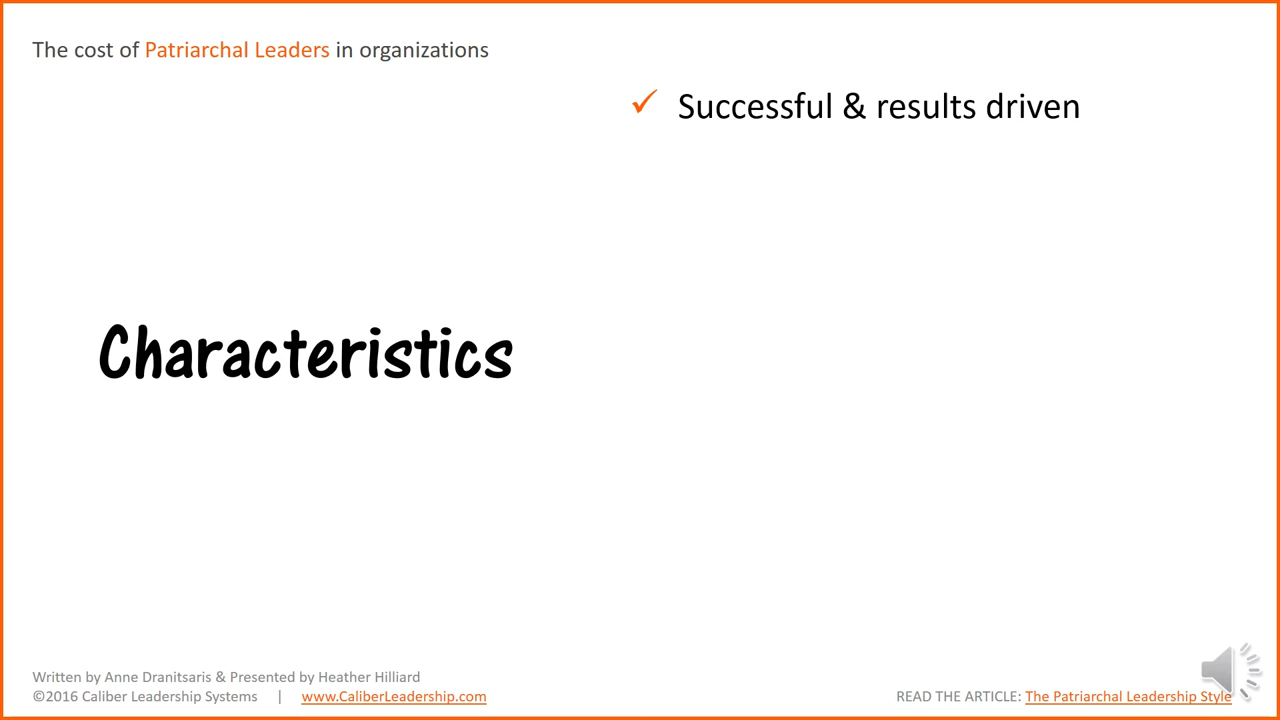 The cost of Patriarchal Leaders in organizations
✓ Successful & results driven
Characteristics
Written by Anne Dranitsaris & Presented by Heather Hilliard
©2016 Caliber Leadership Systems | www.CaliberLeadership.com
READ THE ARTICLE: The Patriarchal Leadership Style